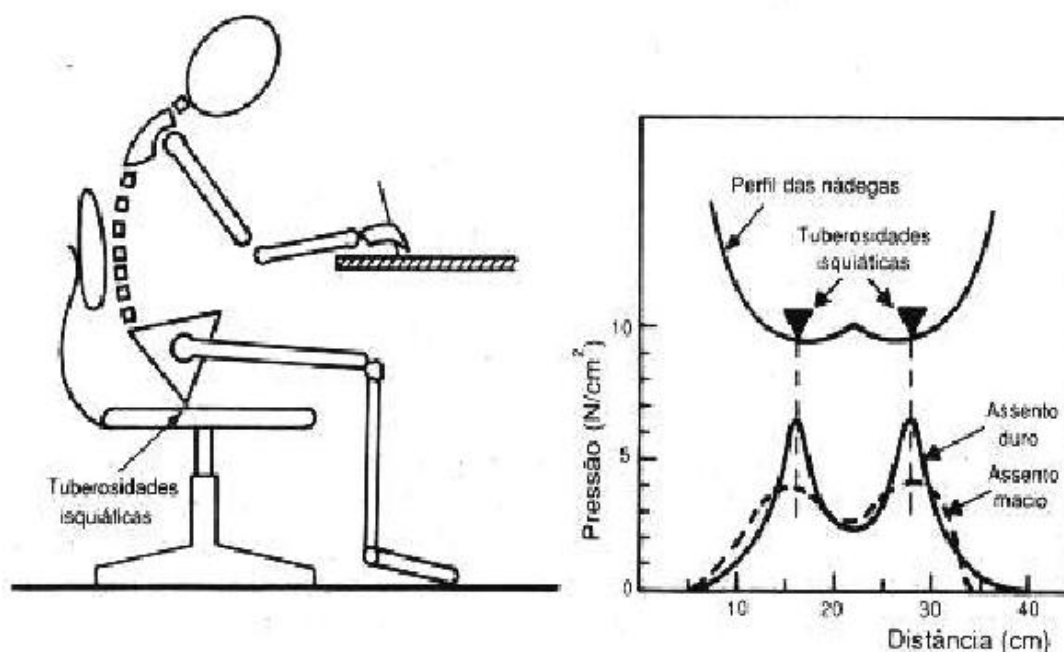 Tuberosidades
isquiáticas
Perfil das nádegas
Tuberosidades
isquiáticas
Pressão (N/cm²)
10
5
0
Assento
duro
Assento
macio
10
20
30
40
Distância (cm)